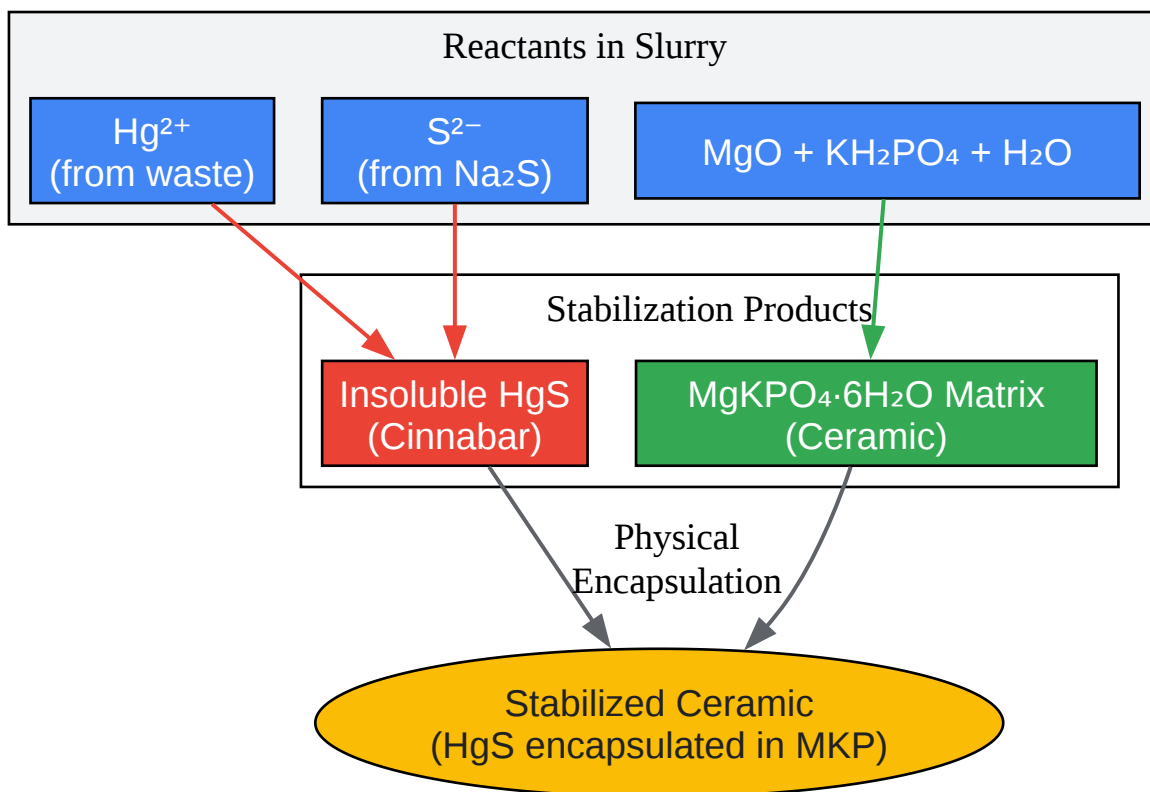 Reactants in Slurry
Hg²⁺
(from waste)
S²⁻
(from Na₂S)
MgO + KH₂PO₄ + H₂O
Stabilization Products
Insoluble HgS
(Cinnabar)
MgKPO₄·6H₂O Matrix
(Ceramic)
Physical
Encapsulation
Stabilized Ceramic
(HgS encapsulated in MKP)